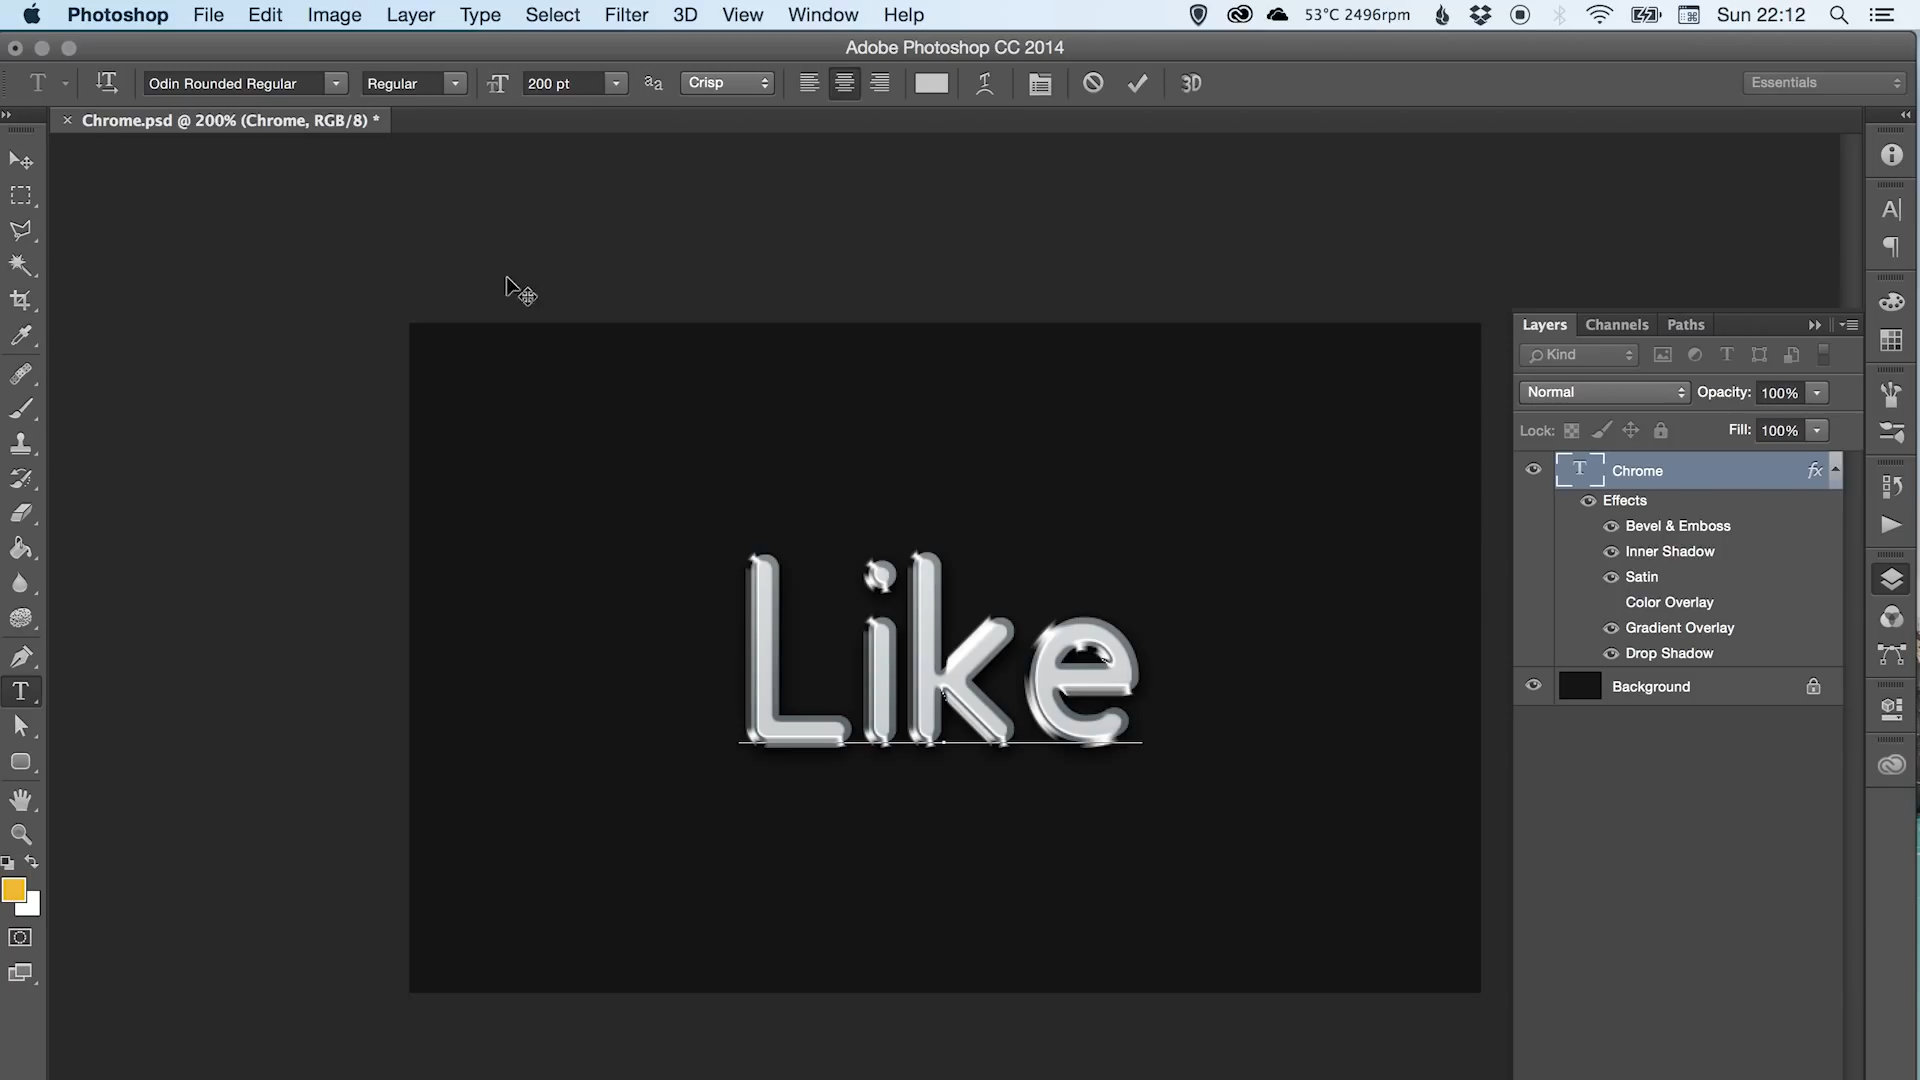 Photoshop File Edit Image Layer Type Select Filter 3D View Window Help 53°C 2496rpm Sun 22:12
Adobe Photoshop CC 2014
T Odin Rounded Regular Regular 200 pt aa Crisp 3D Essentials
× Chrome.psd @ 200% (Chrome, RGB/8) *
Layers Channels Paths
Kind
Normal Opacity: 100%
Lock: Fill: 100%
T Chrome fx
Effects
Bevel & Emboss
Inner Shadow
Satin
Color Overlay
Gradient Overlay
Drop Shadow
Background
Like